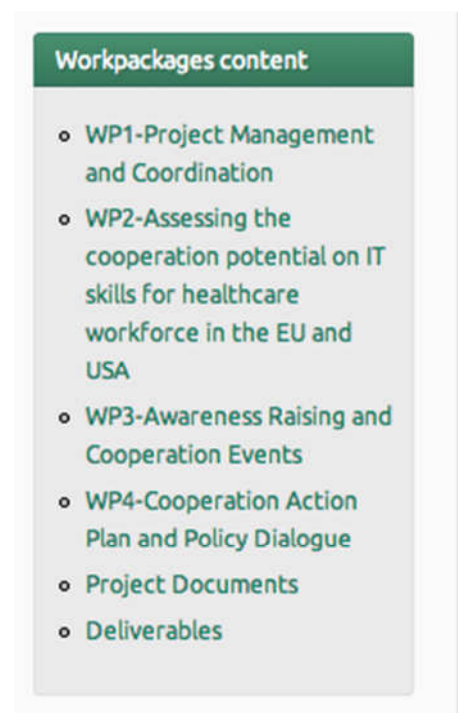 Workpackages content
WP1-Project Management
and Coordination
WP2-Assessing the
cooperation potential on IT
skills for healthcare
workforce in the EU and
USA
WP3-Awareness Raising and
Cooperation Events
WP4-Cooperation Action
Plan and Policy Dialogue
Project Documents
Deliverables